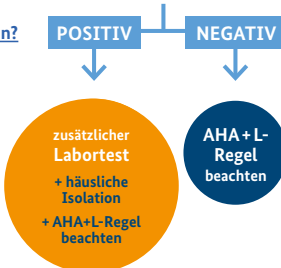 n?
POSITIV
NEGATIV
zusätzlicher
Labortest
+ häusliche
Isolation
+ AHA+L-Regel
beachten
AHA + L-
Regel
beachten